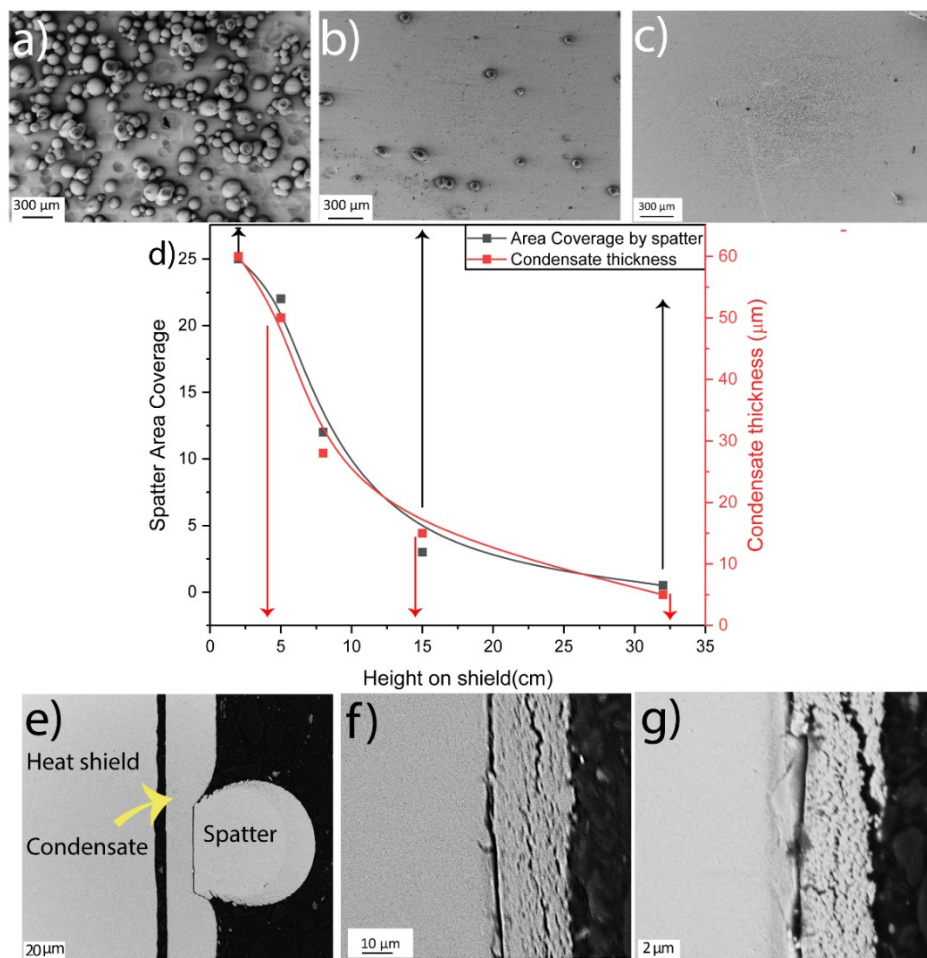 a)
b)
c)
300 µm
300 µm
300 µm
d)
Area Coverage by spatter
Condensate thickness
Spatter Area Coverage
25
20
15
10
5
0
0 5 10 15 20 25 30 35
Height on shield(cm)
60
50
40
30
20
10
0
Condensate thickness (µm)
e)
Heat shield
Condensate
Spatter
20µm
f)
10 µm
g)
2 µm